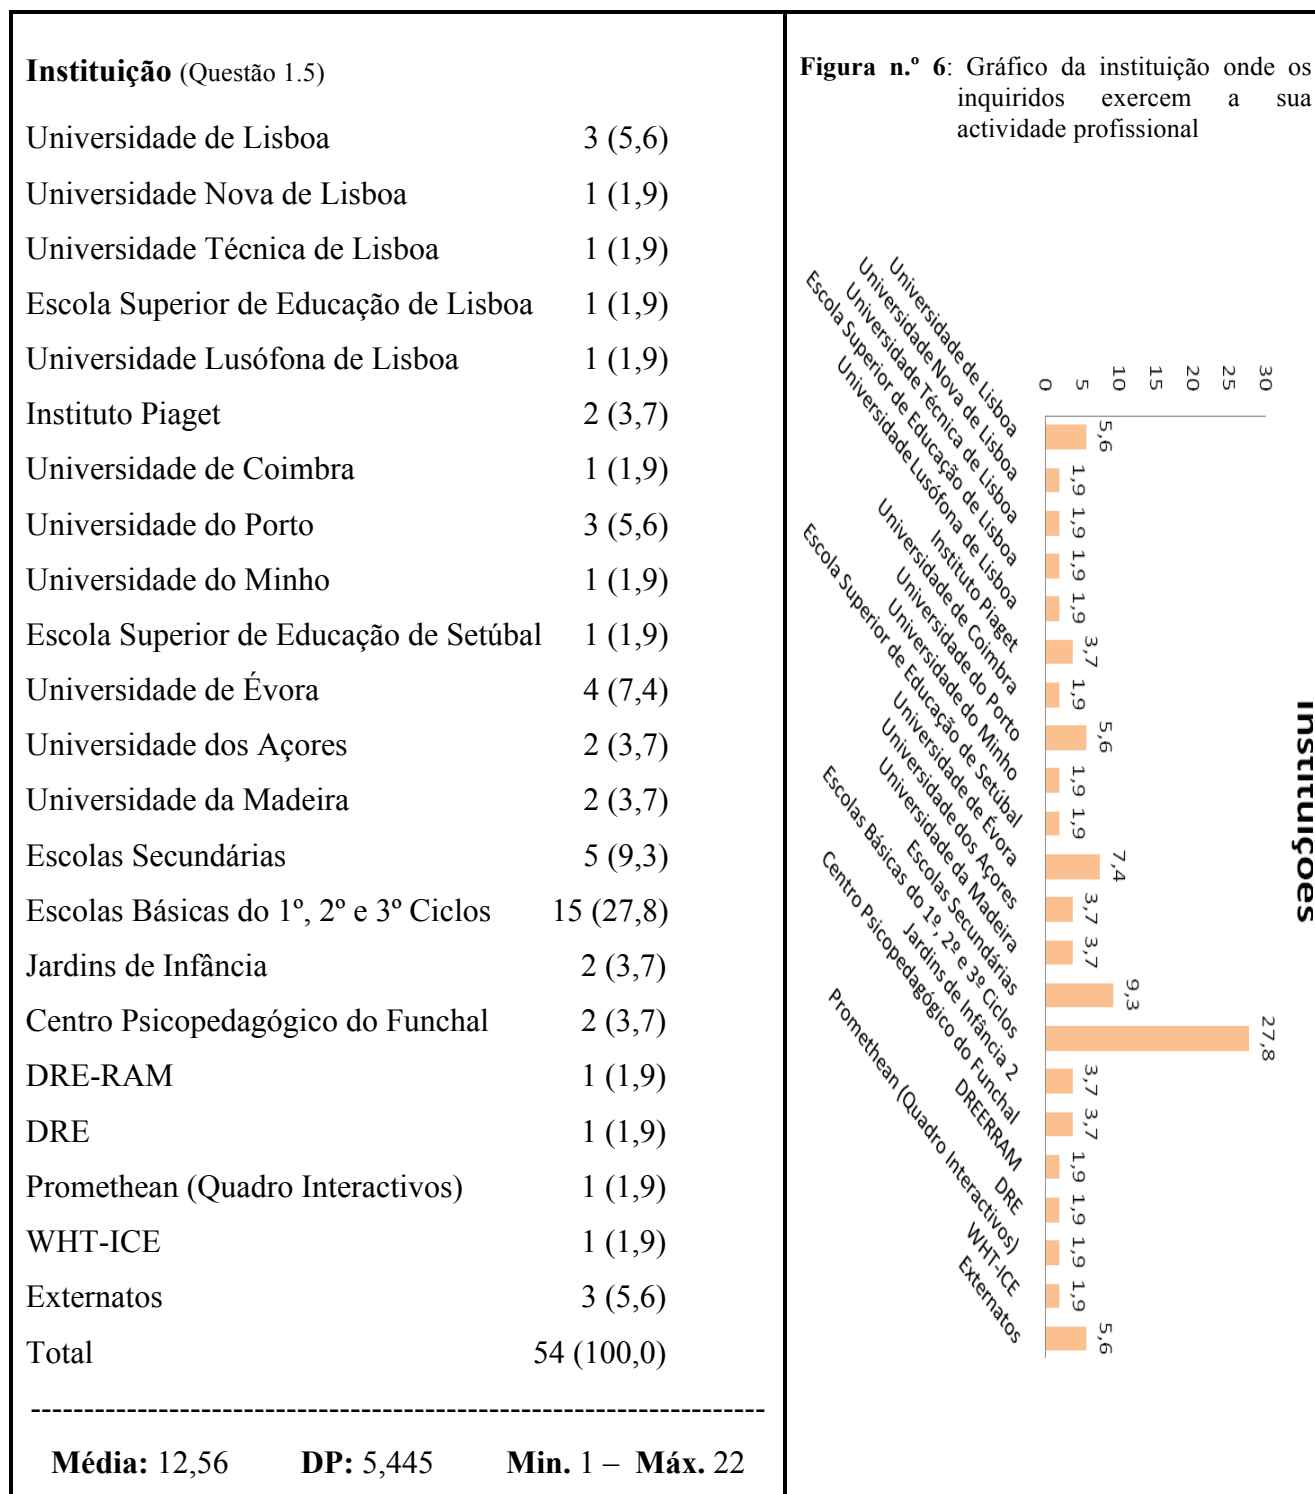 Instituição (Questão 1.5)
Universidade de Lisboa 3 (5,6)
Universidade Nova de Lisboa 1 (1,9)
Universidade Técnica de Lisboa 1 (1,9)
Escola Superior de Educação de Lisboa 1 (1,9)
Universidade Lusófona de Lisboa 1 (1,9)
Instituto Piaget 2 (3,7)
Universidade de Coimbra 1 (1,9)
Universidade do Porto 3 (5,6)
Universidade do Minho 1 (1,9)
Escola Superior de Educação de Setúbal 1 (1,9)
Universidade de Évora 4 (7,4)
Universidade dos Açores 2 (3,7)
Universidade da Madeira 2 (3,7)
Escolas Secundárias 5 (9,3)
Escolas Básicas do 1º, 2º e 3º Ciclos 15 (27,8)
Jardins de Infância 2 (3,7)
Centro Psicopedagógico do Funchal 2 (3,7)
DRE-RAM 1 (1,9)
DRE 1 (1,9)
Promethean (Quadro Interactivos) 1 (1,9)
WHT-ICE 1 (1,9)
Externatos 3 (5,6)
Total 54 (100,0)
Média: 12,56 DP: 5,445 Min. 1 – Máx. 22
Figura n.º 6: Gráfico da instituição onde os
inquiridos exercem a sua
actividade profissional
Instituições
0
5
10
15
20
25
30
Universidade de Lisboa
5,6
Universidade Nova de Lisboa
1,9
Universidade Técnica de Lisboa
1,9
Escola Superior de Educação de Lisboa
1,9
Universidade Lusófona de Lisboa
1,9
Instituto Piaget
3,7
Universidade de Coimbra
1,9
Universidade do Porto
5,6
Universidade do Minho
1,9
Escola Superior de Educação de Setúbal
1,9
Universidade de Évora
7,4
Universidade dos Açores
3,7
Universidade da Madeira
3,7
Escolas Secundárias
9,3
Escolas Básicas do 1º, 2º e 3º Ciclos
27,8
Jardins de Infância 2
3,7
Centro Psicopedagógico do Funchal
3,7
DREERRAM
1,9
DRE
1,9
Promethean (Quadro Interactivos)
1,9
WHT-ICE
1,9
Externatos
5,6